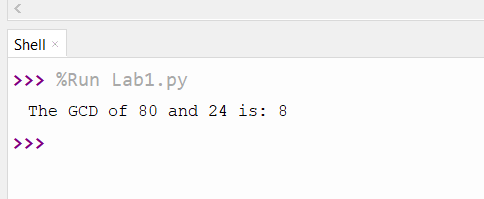 Shell ×
>>> %Run Lab1.py
The GCD of 80 and 24 is: 8
>>>